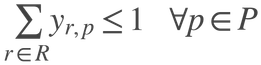 ∑_{r∈R} y_{r,p} ≤ 1 ∀p∈P